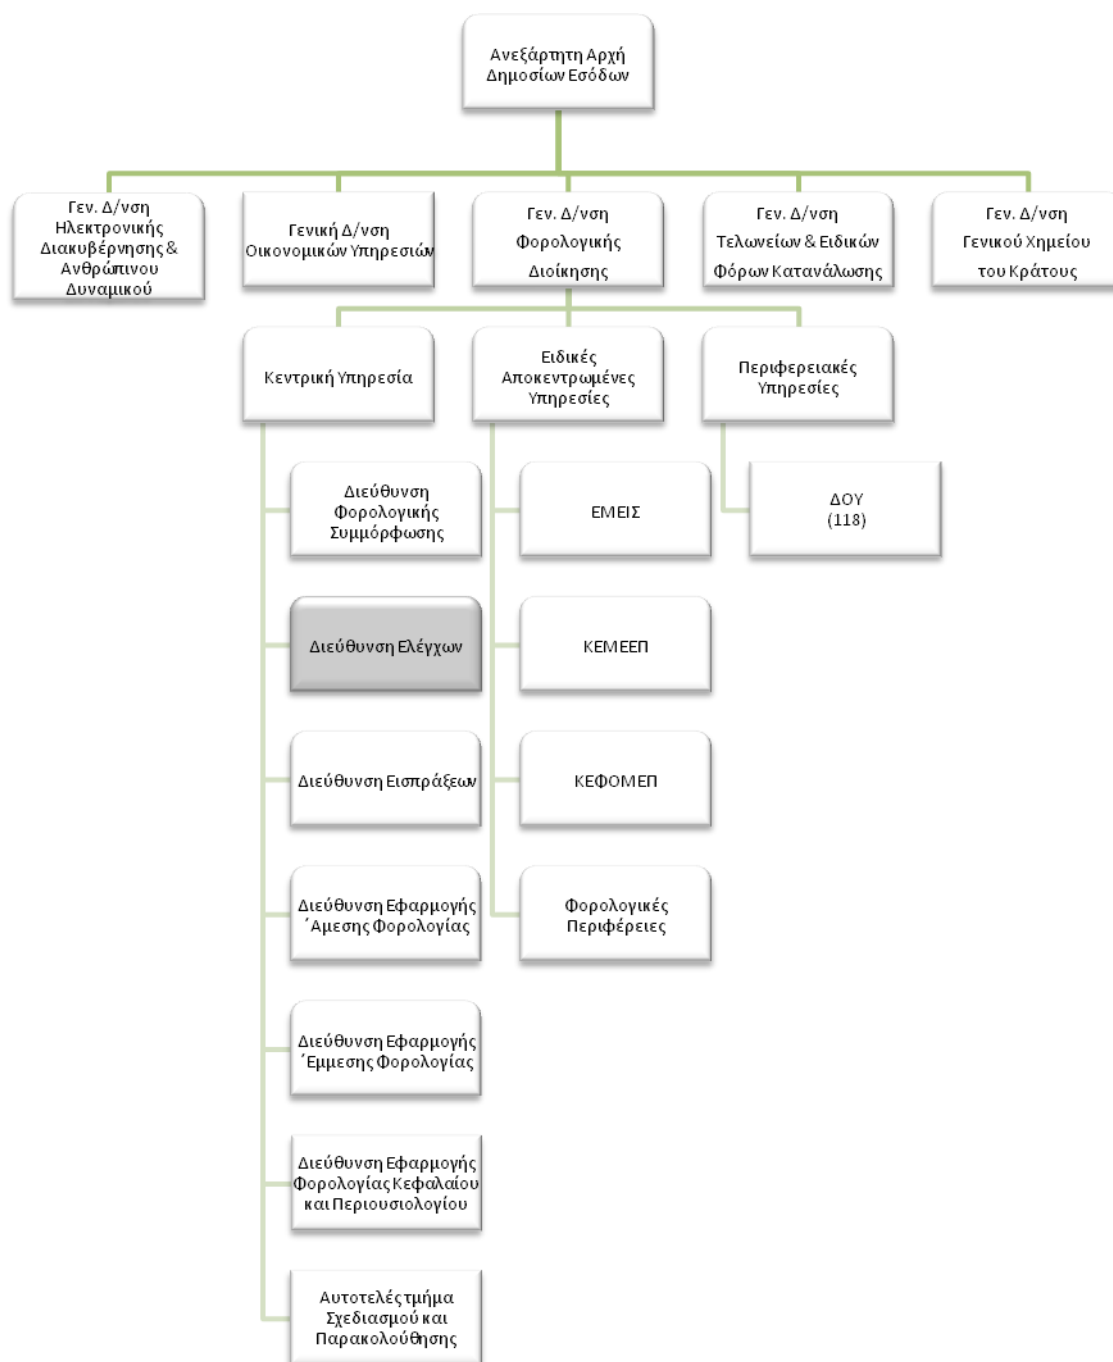 Ανεξάρτητη Αρχή
Δημοσίων Εσόδων
Γεν. Δ/νση
Ηλεκτρονικής
Διακυβέρνησης &
Ανθρώπινου
Δυναμικού
Γενική Δ/νση
Οικονομικών Υπηρεσιών
Γεν. Δ/νση
Φορολογικής
Διοίκησης
Γεν. Δ/νση
Τελωνείων & Ειδικών
Φόρων Κατανάλωσης
Γεν. Δ/νση
Γενικού Χημείου
του Κράτους
Κεντρική Υπηρεσία
Ειδικές
Αποκεντρωμένες
Υπηρεσίες
Περιφερειακές
Υπηρεσίες
Διεύθυνση
Φορολογικής
Συμμόρφωσης
ΕΜΕΙΣ
ΔΟΥ
(118)
Διεύθυνση Ελέγχων
ΚΕΜΕΕΠ
Διεύθυνση Εισπράξεων
ΚΕΦΟΜΕΠ
Διεύθυνση Εφαρμογής
΄Αμεσης Φορολογίας
Φορολογικές
Περιφέρειες
Διεύθυνση Εφαρμογής
΄Εμμεσης Φορολογίας
Διεύθυνση Εφαρμογής
Φορολογίας Κεφαλαίου
και Περιουσιολογίου
Αυτοτελές τμήμα
Σχεδιασμού και
Παρακολούθησης